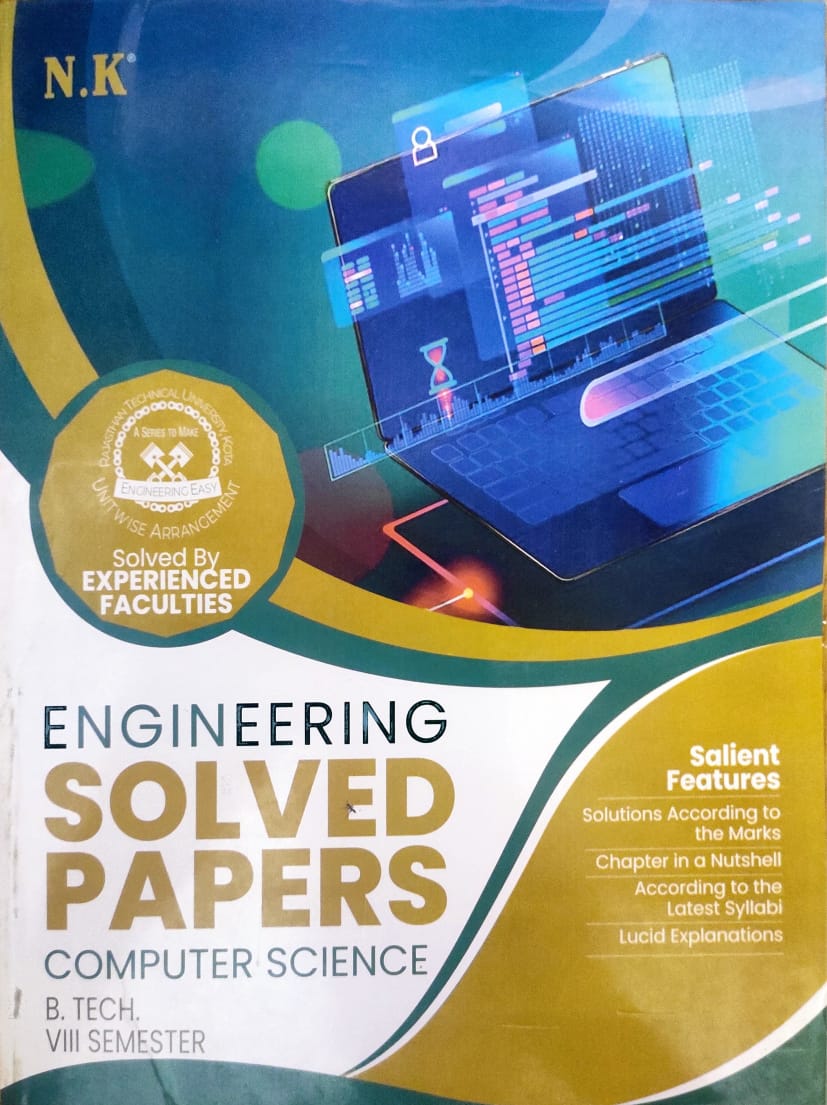 N.K®
RAJASTHAN TECHNICAL UNIVERSITY, KOTA
A SERIES TO MAKE
ENGINEERING EASY
UNITWISE ARRANGEMENT
Solved By
EXPERIENCED
FACULTIES
ENGINEERING
SOLVED
PAPERS
COMPUTER SCIENCE
B. TECH.
VIII SEMESTER
Salient
Features
Solutions According to
the Marks
Chapter in a Nutshell
According to the
Latest Syllabi
Lucid Explanations